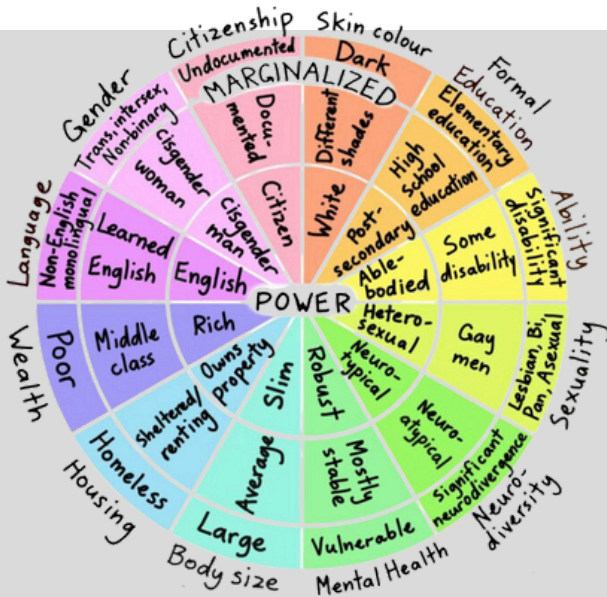 Citizenship
Undocumented
Docu-
mented
Citizen
Skin colour
Dark
Different
shades
White
MARGINALIZED
Formal
Education
Elementary
education
High
school
education
Post-
secondary
Ability
Significant
disability
Some
disability
Able-
bodied
Sexuality
Lesbian, Bi,
Pan, Asexual
Gay
men
Hetero-
sexual
Neuro-
diversity
Significant
neurodivergence
Neuro-
atypical
Neuro-
typical
Mental Health
Vulnerable
Mostly
stable
Robust
Body size
Large
Average
Slim
Housing
Homeless
Sheltered/
renting
Owns
property
Wealth
Poor
Middle
class
Rich
Language
Non-English
monolingual
Learned
English
English
Gender
Trans, intersex,
Non-binary
cisgender
woman
cisgender
man
POWER